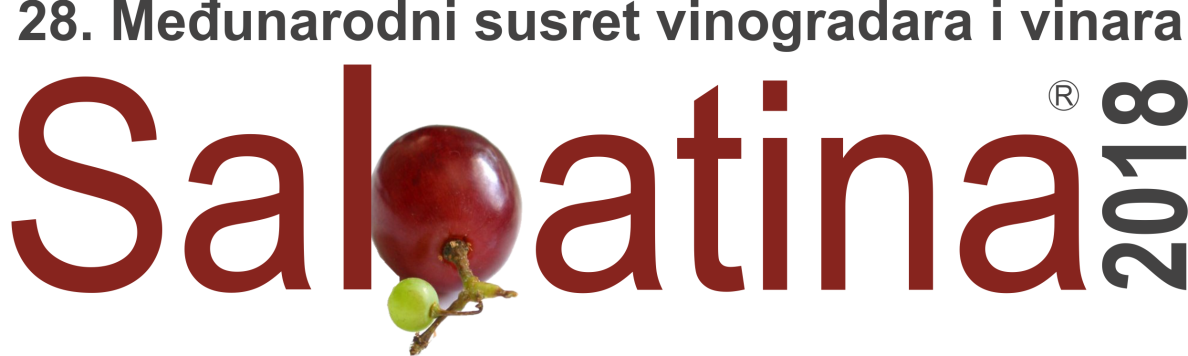 28. Međunarodni susret vinogradara i vinara
Sabatina ® 2018